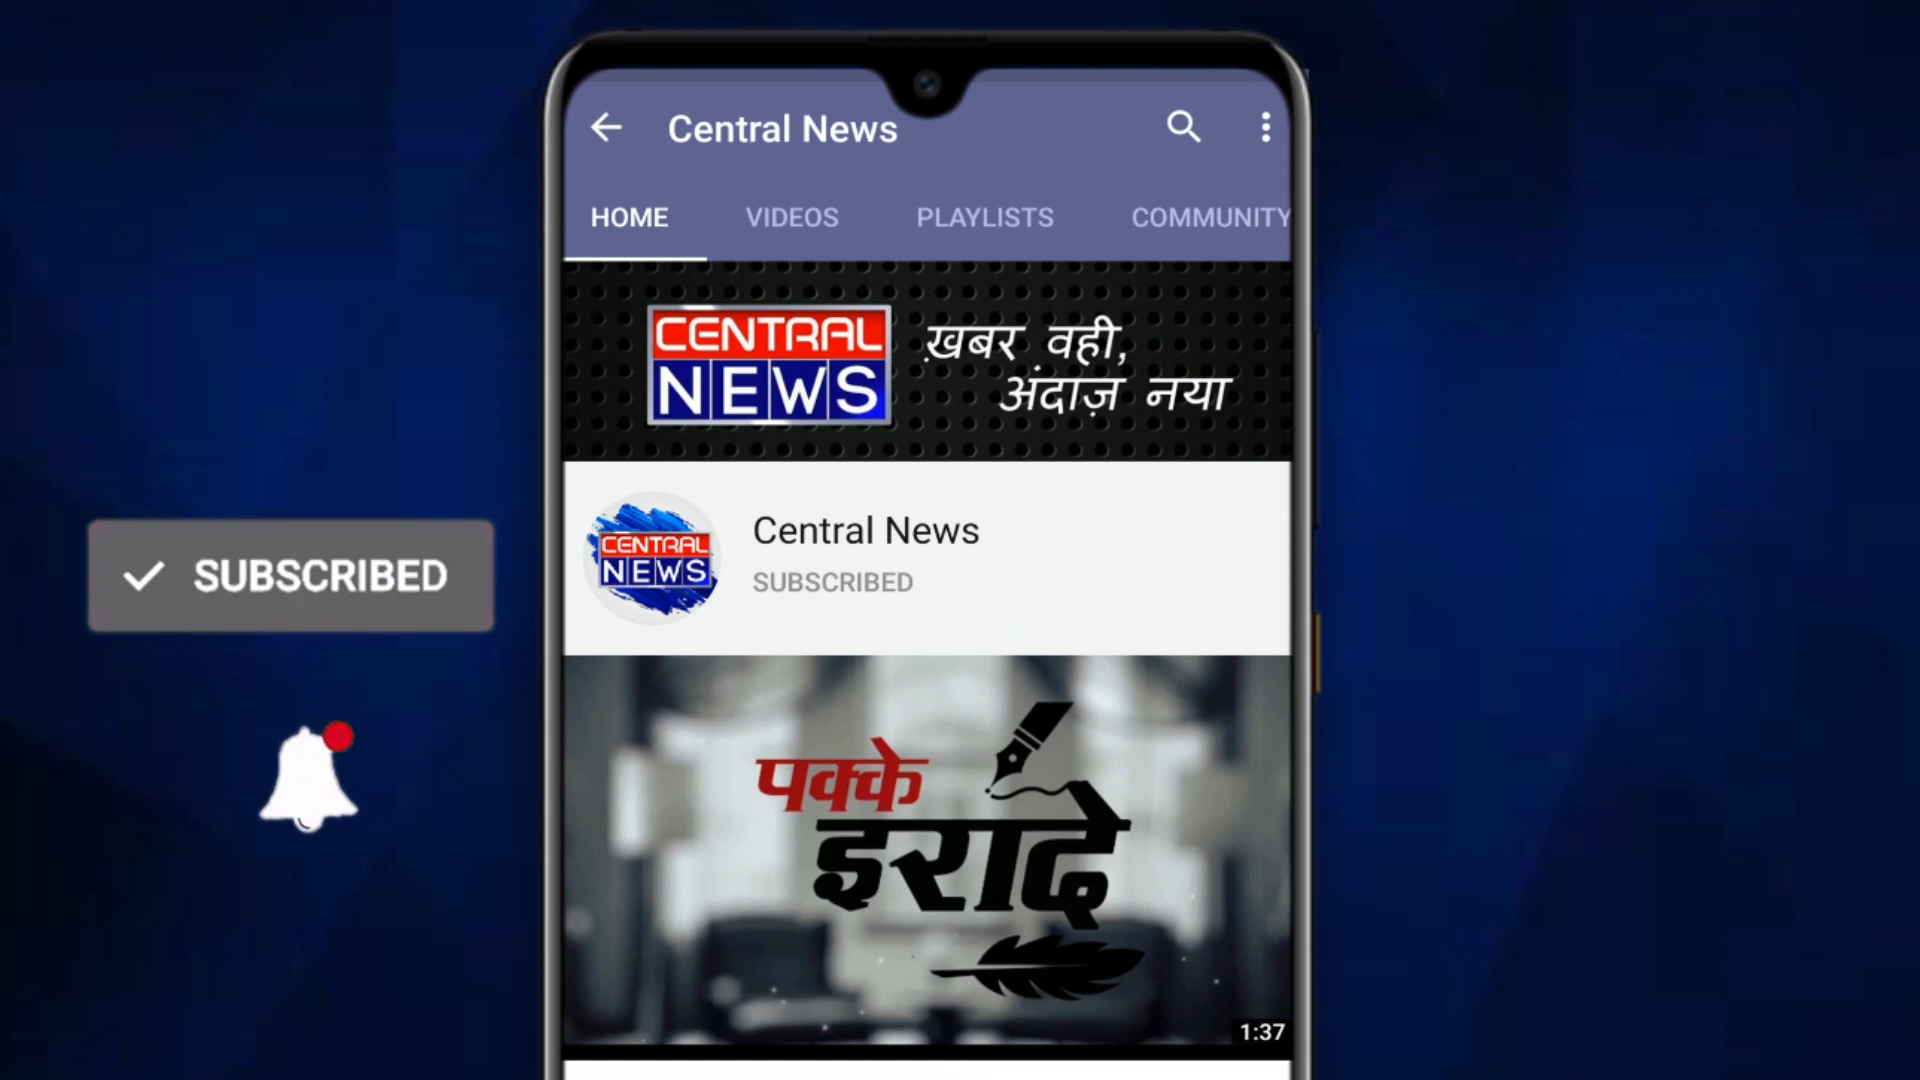 Central News
HOME VIDEOS PLAYLISTS COMMUNITY
CENTRAL
NEWS
ख़बर वही,
अंदाज़ नया
CENTRAL
NEWS
Central News
SUBSCRIBED
✓ SUBSCRIBED
पक्के
इरादे
1:37